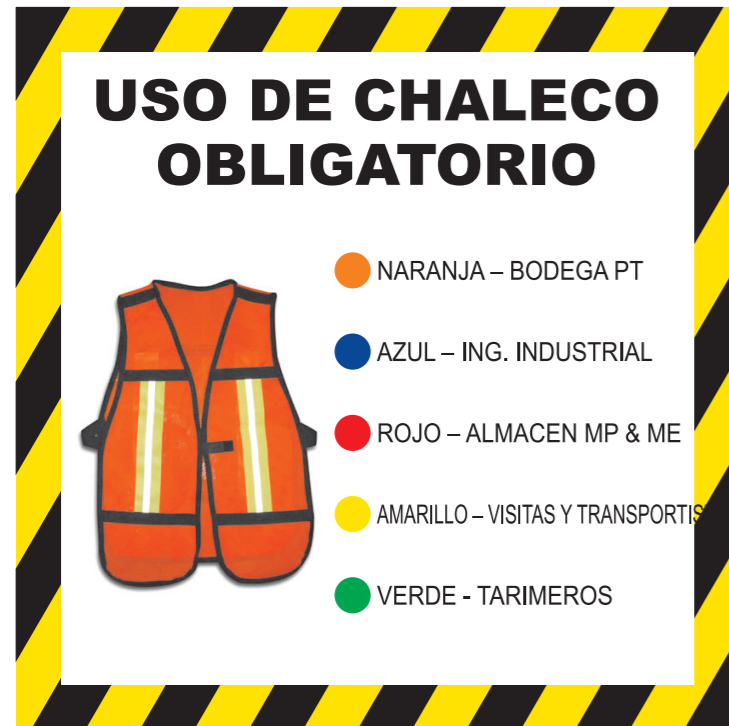 USO DE CHALECO
OBLIGATORIO
NARANJA – BODEGA PT
AZUL – ING. INDUSTRIAL
ROJO – ALMACEN MP & ME
AMARILLO – VISITAS Y TRANSPORTIS
VERDE - TARIMEROS